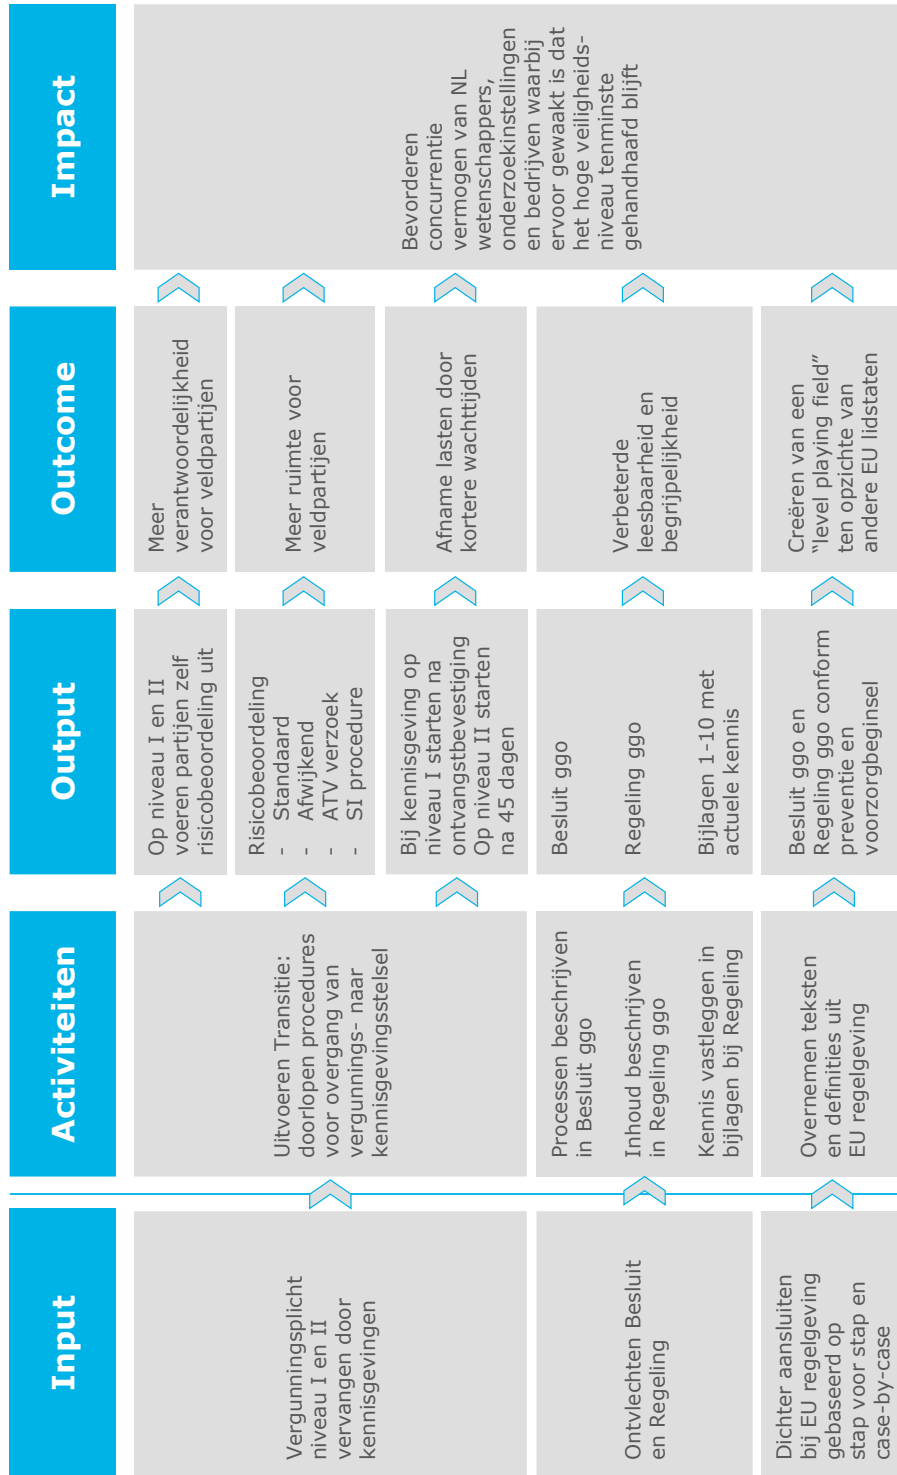 Input
Activiteiten
Output
Outcome
Impact
Vergunningsplicht
niveau I en II
vervangen door
kennisgevingen
Uitvoeren Transitie:
doorlopen procedures
voor overgang van
vergunnings- naar
kennisgevingsstelsel
Op niveau I en II
voeren partijen zelf
risicobeoordeling uit
Meer
verantwoordelijkheid
voor veldpartijen
Risicobeoordeling
- Standaard
- Afwijkend
- ATV verzoek
- SI procedure
Meer ruimte voor
veldpartijen
Bij kennisgeving op
niveau I starten na
ontvangstbevestiging
Op niveau II starten
na 45 dagen
Afname lasten door
kortere wachttijden
Ontvlechten Besluit
en Regeling
Processen beschrijven
in Besluit ggo
Inhoud beschrijven
in Regeling ggo
Kennis vastleggen in
bijlagen bij Regeling
Besluit ggo
Regeling ggo
Bijlagen 1-10 met
actuele kennis
Verbeterde
leesbaarheid en
begrijpelijkheid
Dichter aansluiten
bij EU regelgeving
gebaseerd op
stap voor stap en
case-by-case
Overnemen teksten
en definities uit
EU regelgeving
Besluit ggo en
Regeling ggo conform
preventie en
voorzorgbeginsel
Creëren van een
“level playing field”
ten opzichte van
andere EU lidstaten
Bevorderen
concurrentie
vermogen van NL
wetenschappers,
onderzoekinstellingen
en bedrijven waarbij
ervoor gewaakt is dat
het hoge veiligheids-
niveau tenminste
gehandhaafd blijft